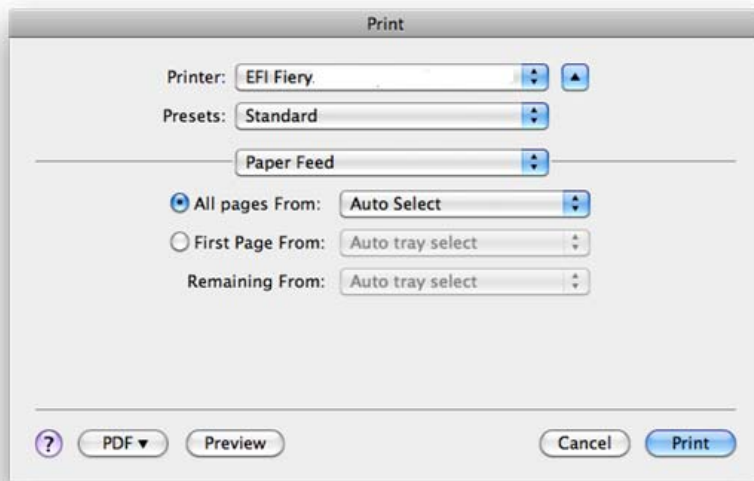 Print
Printer: EFI Fiery
Presets: Standard
Paper Feed
All pages From: Auto Select
First Page From: Auto tray select
Remaining From: Auto tray select
? PDF ▼ Preview Cancel Print